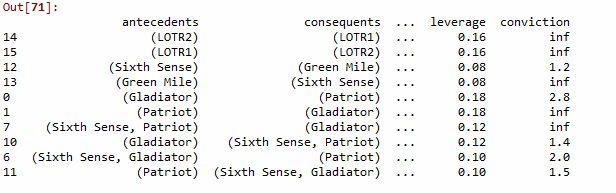 Out[71]:
antecedents consequents ... leverage conviction
14 (LOTR2) (LOTR1) ... 0.16 inf
15 (LOTR1) (LOTR2) ... 0.16 inf
12 (Sixth Sense) (Green Mile) ... 0.08 1.2
13 (Green Mile) (Sixth Sense) ... 0.08 inf
0 (Gladiator) (Patriot) ... 0.18 2.8
1 (Patriot) (Gladiator) ... 0.18 inf
7 (Sixth Sense, Patriot) (Gladiator) ... 0.12 inf
10 (Gladiator) (Sixth Sense, Patriot) ... 0.12 1.4
6 (Sixth Sense, Gladiator) (Patriot) ... 0.10 2.0
11 (Patriot) (Sixth Sense, Gladiator) ... 0.10 1.5